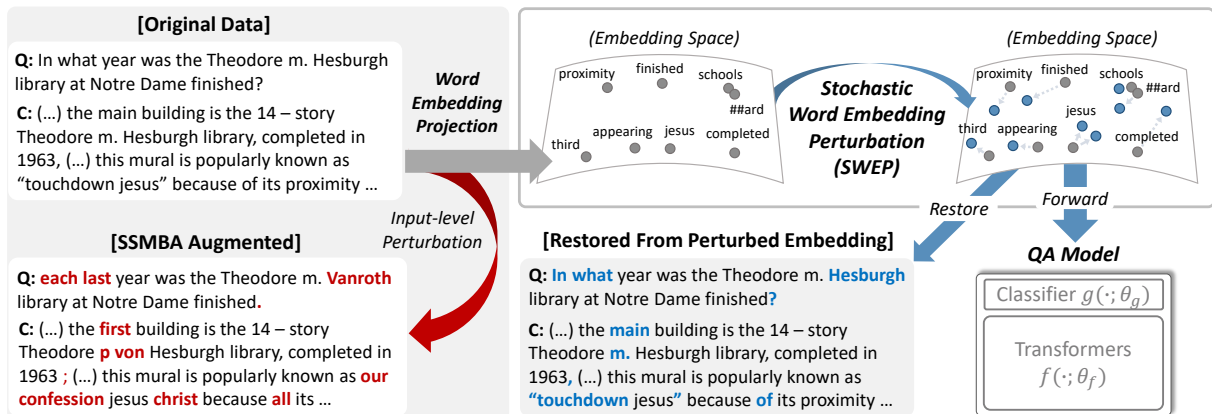 [Original Data]
Q: In what year was the Theodore m. Hesburgh
library at Notre Dame finished?
C: (…) the main building is the 14 – story
Theodore m. Hesburgh library, completed in
1963, (…) this mural is popularly known as
“touchdown jesus” because of its proximity …
Word
Embedding
Projection
(Embedding Space)
proximity
finished
schools
##ard
third
appearing
jesus
completed
Stochastic
Word Embedding
Perturbation
(SWEP)
(Embedding Space)
proximity
finished
schools
##ard
jesus
third
appearing
completed
Input-level
Perturbation
Restore
Forward
[SSMBA Augmented]
Q: each last year was the Theodore m. Vanroth
library at Notre Dame finished.
C: (…) the first building is the 14 – story
Theodore p von Hesburgh library, completed in
1963 ; (…) this mural is popularly known as our
confession jesus christ because all its …
[Restored From Perturbed Embedding]
Q: In what year was the Theodore m. Hesburgh
library at Notre Dame finished?
C: (…) the main building is the 14 – story
Theodore m. Hesburgh library, completed in
1963, (…) this mural is popularly known as
“touchdown jesus” because of its proximity …
QA Model
Classifier g(·; θg)
Transformers
f(·; θf)